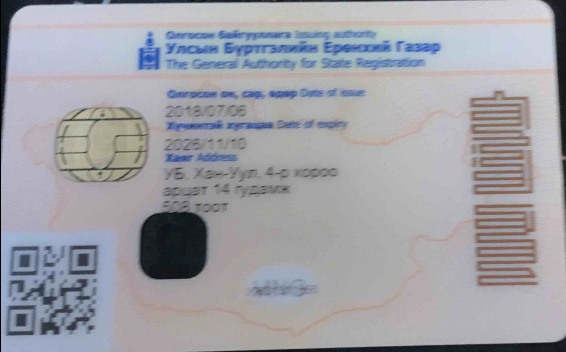 Олгосон байгууллага Issuing authority
Улсын Бүртгэлийн Ерөнхий Газар
The General Authority for State Registration
Олгосон он, сар, өдөр Date of issue
2018/07/06
Хүчинтэй хугацаа Date of expiry
2026/11/10
Хаяг Address
УБ, Хан-Уул, 4-р хороо
арцат 14 гудамж
508 тоот